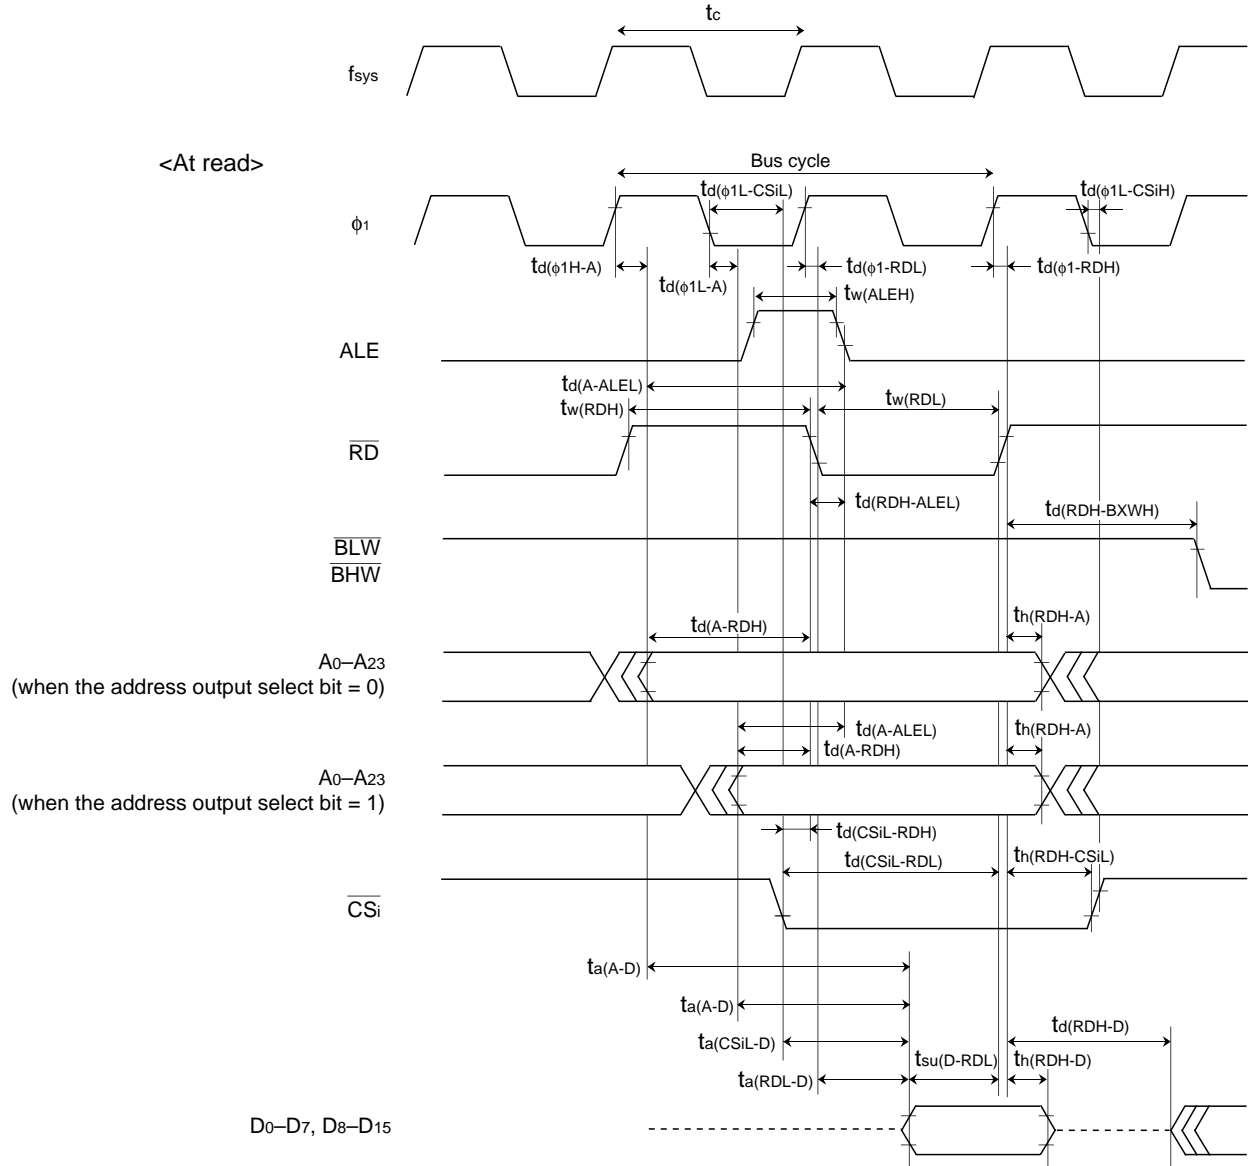 tc
fsys
<At read>
Bus cycle
td(ϕ1L-CSiL)
td(ϕ1L-CSiH)
ϕ1
td(ϕ1H-A)
td(ϕ1L-A)
td(ϕ1-RDL)
td(ϕ1-RDH)
tw(ALEH)
ALE
td(A-ALEL)
tw(RDH)
tw(RDL)
RD
td(RDH-ALEL)
td(RDH-BXWH)
BLW
BHW
td(A-RDH)
th(RDH-A)
A0–A23
(when the address output select bit = 0)
td(A-ALEL)
th(RDH-A)
td(A-RDH)
A0–A23
(when the address output select bit = 1)
td(CSiL-RDH)
td(CSiL-RDL)
th(RDH-CSiL)
CSi
ta(A-D)
ta(A-D)
td(RDH-D)
ta(CSiL-D)
tsu(D-RDL)
th(RDH-D)
ta(RDL-D)
D0–D7, D8–D15